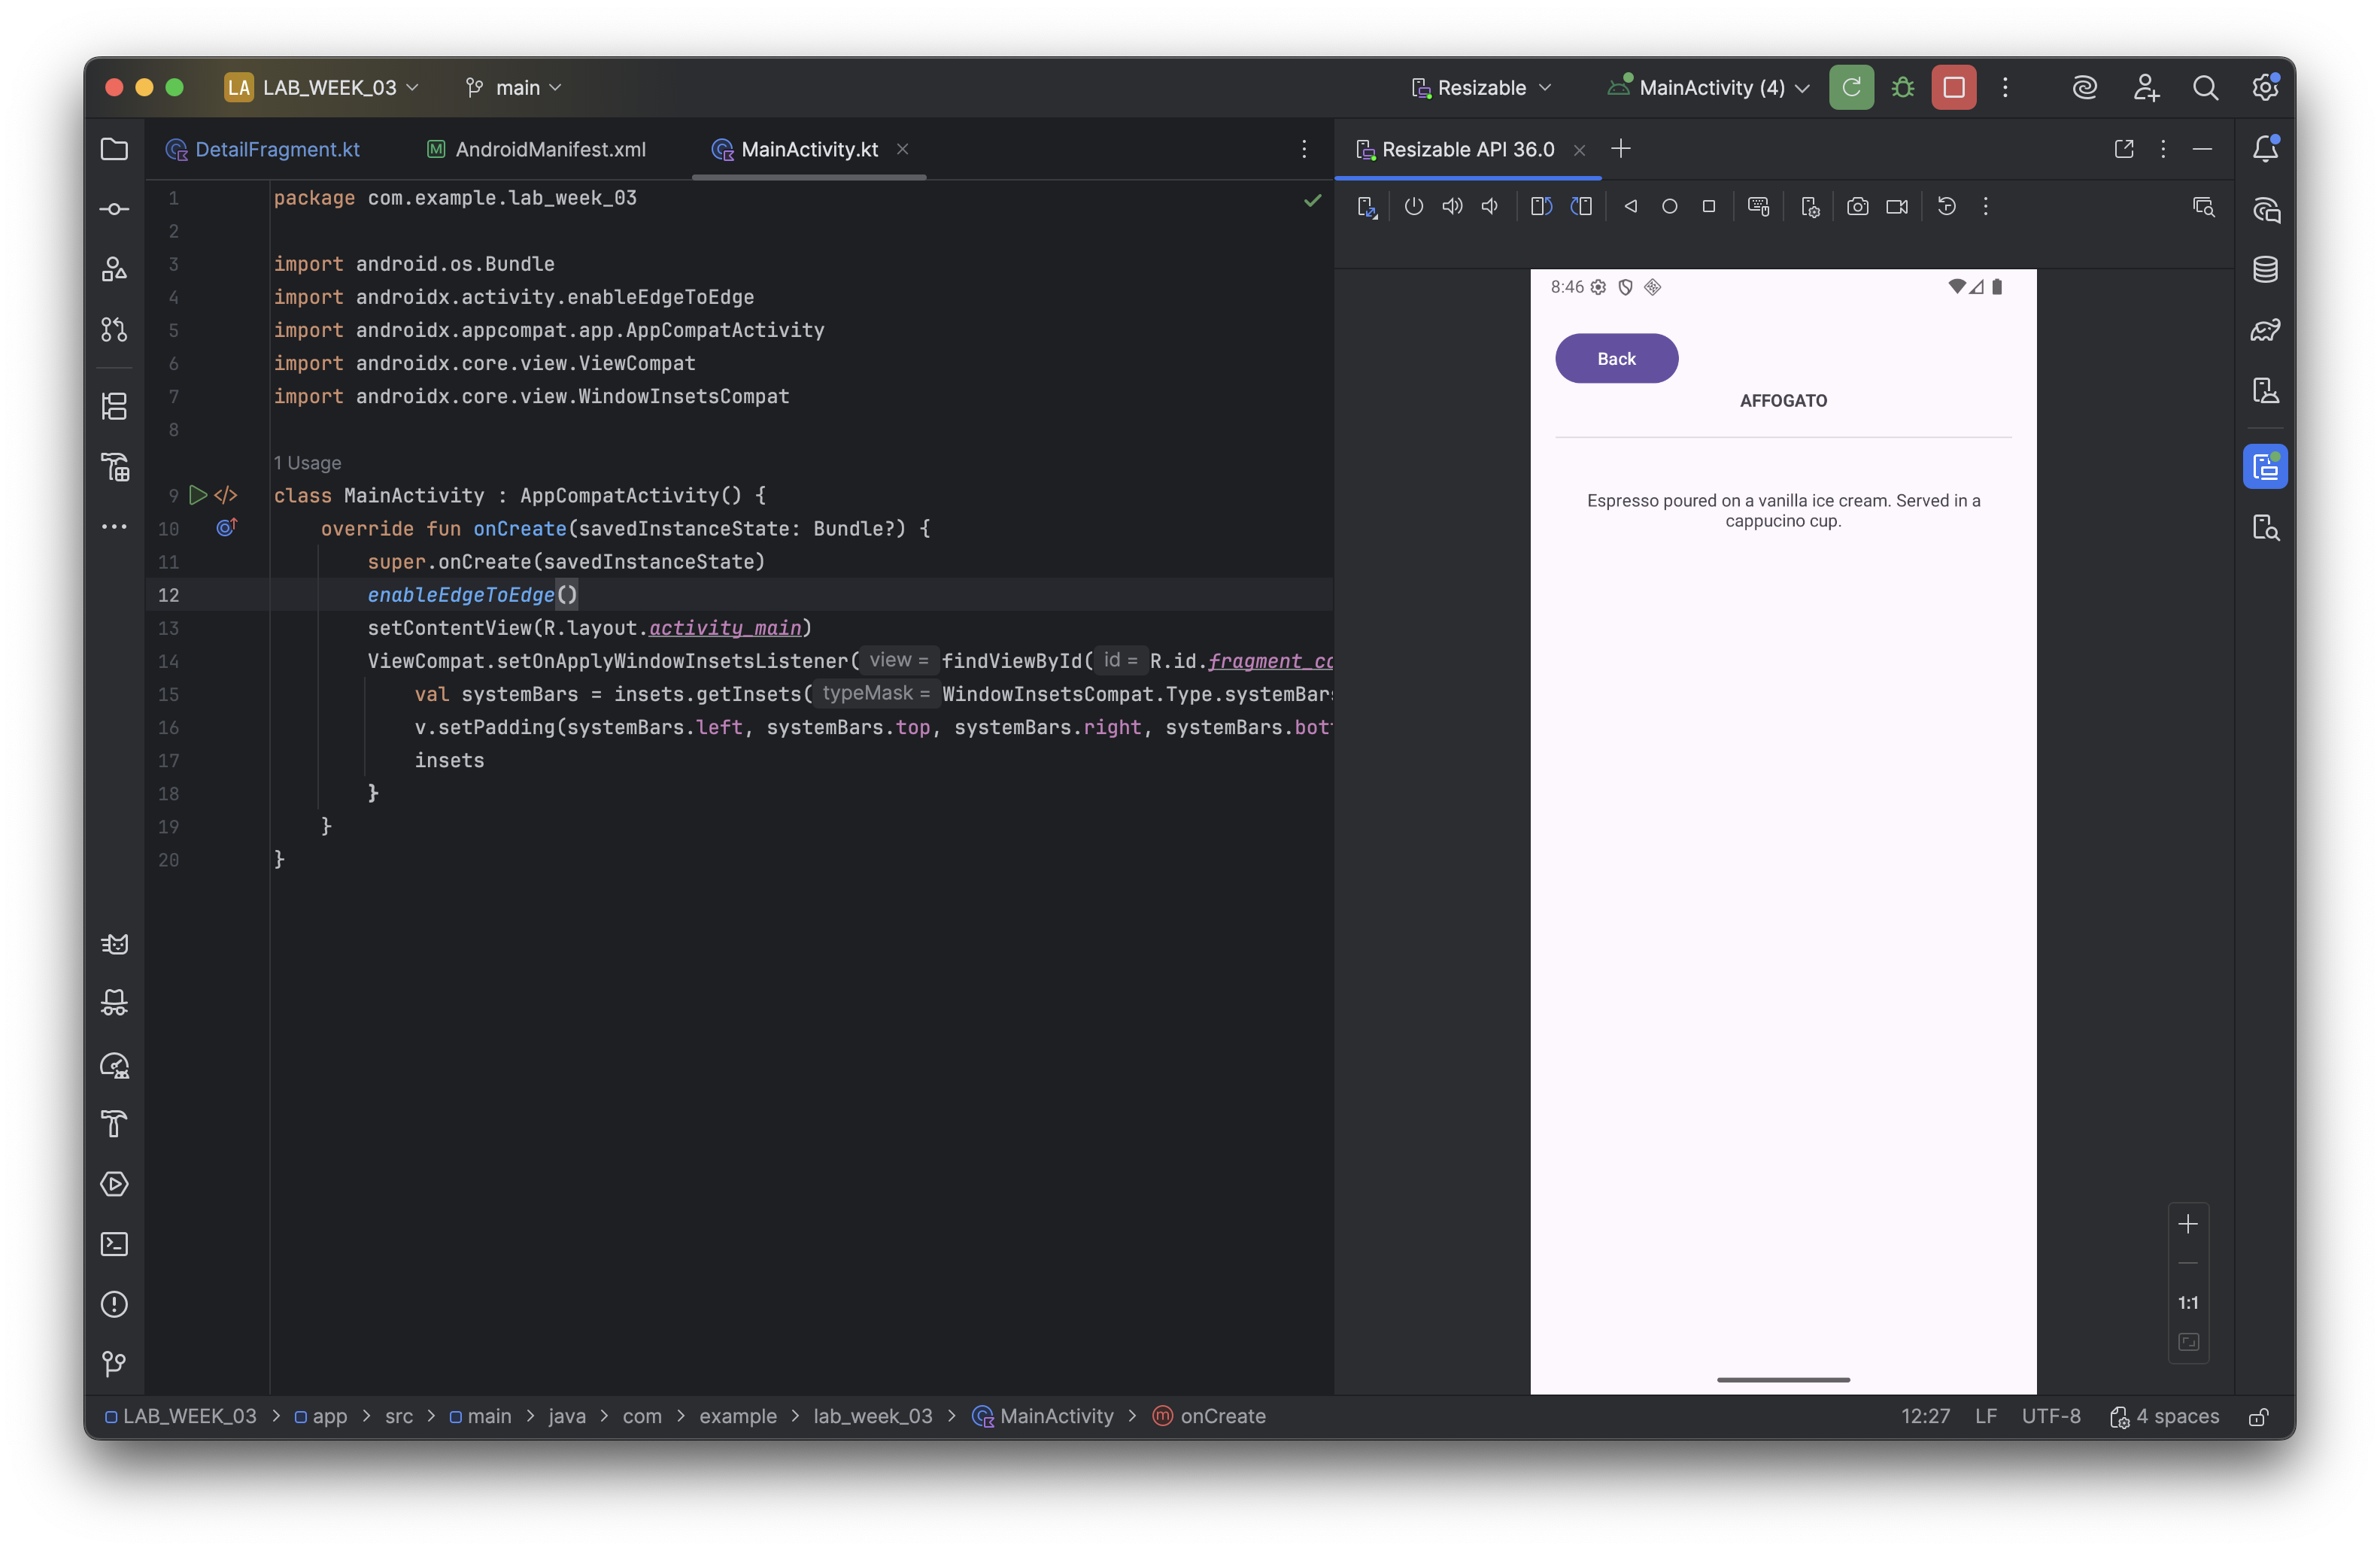 LA LAB_WEEK_03 main Resizable MainActivity (4)
DetailFragment.kt AndroidManifest.xml MainActivity.kt Resizable API 36.0
1 package com.example.lab_week_03
2
3 import android.os.Bundle
4 import androidx.activity.enableEdgeToEdge
5 import androidx.appcompat.app.AppCompatActivity
6 import androidx.core.view.ViewCompat
7 import androidx.core.view.WindowInsetsCompat
8
1 Usage
9 class MainActivity : AppCompatActivity() {
10 override fun onCreate(savedInstanceState: Bundle?) {
11 super.onCreate(savedInstanceState)
12 enableEdgeToEdge()
13 setContentView(R.layout.activity_main)
14 ViewCompat.setOnApplyWindowInsetsListener( view = findViewById( id = R.id.fragment_co
15 val systemBars = insets.getInsets( typeMask = WindowInsetsCompat.Type.systemBars
16 v.setPadding(systemBars.left, systemBars.top, systemBars.right, systemBars.bott
17 insets
18 }
19 }
20 }
8:46
Back
AFFOGATO
Espresso poured on a vanilla ice cream. Served in a
cappucino cup.
1:1
LAB_WEEK_03 > app > src > main > java > com > example > lab_week_03 > MainActivity > onCreate 12:27 LF UTF-8 4 spaces